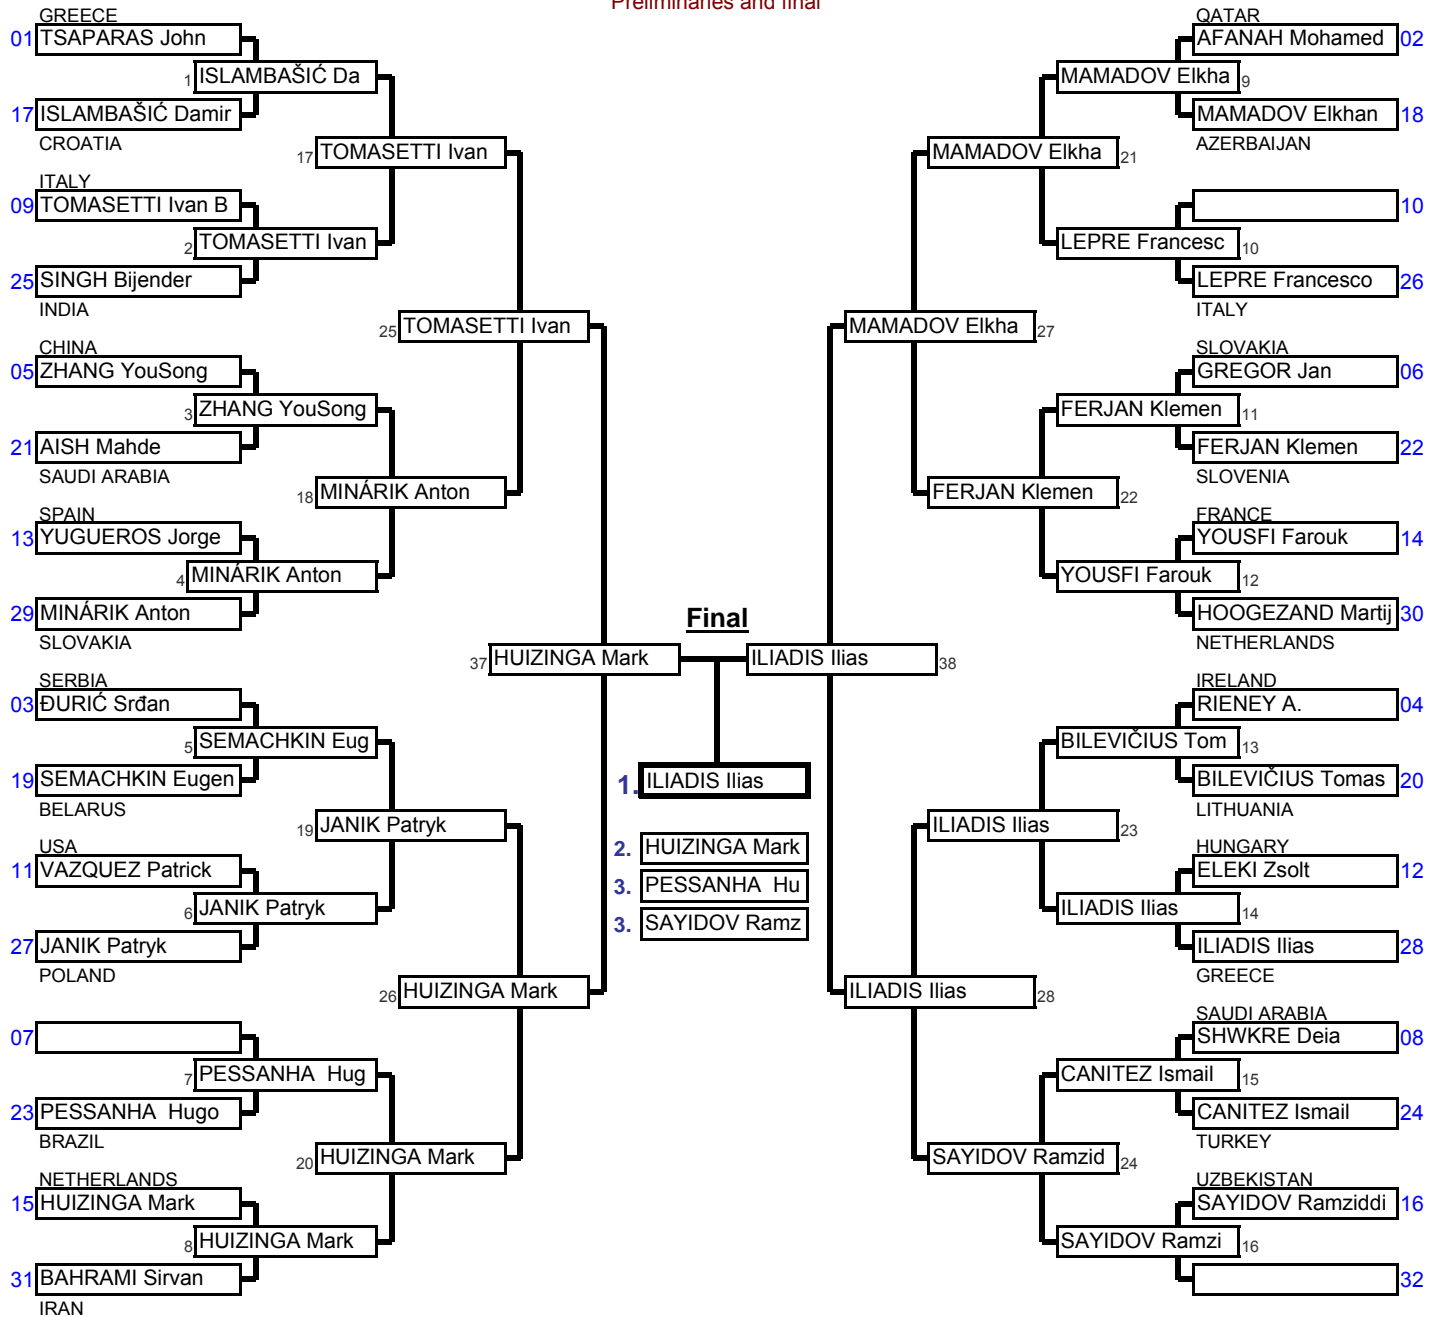 Preliminaries and final
GREECE
01 TSAPARAS John
1 ISLAMBAŠIĆ Da
17 ISLAMBAŠIĆ Damir
CROATIA
17 TOMASETTI Ivan
ITALY
09 TOMASETTI Ivan B
2 TOMASETTI Ivan
25 SINGH Bijender
INDIA
25 TOMASETTI Ivan
CHINA
05 ZHANG YouSong
3 ZHANG YouSong
21 AISH Mahde
SAUDI ARABIA
18 MINÁRIK Anton
SPAIN
13 YUGUEROS Jorge
4 MINÁRIK Anton
29 MINÁRIK Anton
SLOVAKIA
37 HUIZINGA Mark
SERBIA
03 ĐURIĆ Srđan
5 SEMACHKIN Eug
19 SEMACHKIN Eugen
BELARUS
19 JANIK Patryk
USA
11 VAZQUEZ Patrick
6 JANIK Patryk
27 JANIK Patryk
POLAND
26 HUIZINGA Mark
07
7 PESSANHA Hug
23 PESSANHA Hugo
BRAZIL
20 HUIZINGA Mark
NETHERLANDS
15 HUIZINGA Mark
8 HUIZINGA Mark
31 BAHRAMI Sirvan
IRAN
Final
1. ILIADIS Ilias
2. HUIZINGA Mark
3. PESSANHA Hu
3. SAYIDOV Ramz
QATAR
AFANAH Mohamed 02
MAMADOV Elkha 9
MAMADOV Elkhan 18
AZERBAIJAN
MAMADOV Elkha 21
10
LEPRE Francesc 10
LEPRE Francesco 26
ITALY
MAMADOV Elkha 27
SLOVAKIA
GREGOR Jan 06
FERJAN Klemen 11
FERJAN Klemen 22
SLOVENIA
FERJAN Klemen 22
FRANCE
YOUSFI Farouk 14
YOUSFI Farouk 12
HOOGEZAND Martij 30
NETHERLANDS
ILIADIS Ilias 38
IRELAND
RIENEY A. 04
BILEVIČIUS Tom 13
BILEVIČIUS Tomas 20
LITHUANIA
ILIADIS Ilias 23
HUNGARY
ELEKI Zsolt 12
ILIADIS Ilias 14
ILIADIS Ilias 28
GREECE
ILIADIS Ilias 28
SAUDI ARABIA
SHWKRE Deia 08
CANITEZ Ismail 15
CANITEZ Ismail 24
TURKEY
SAYIDOV Ramzid 24
UZBEKISTAN
SAYIDOV Ramziddi 16
SAYIDOV Ramzi 16
32